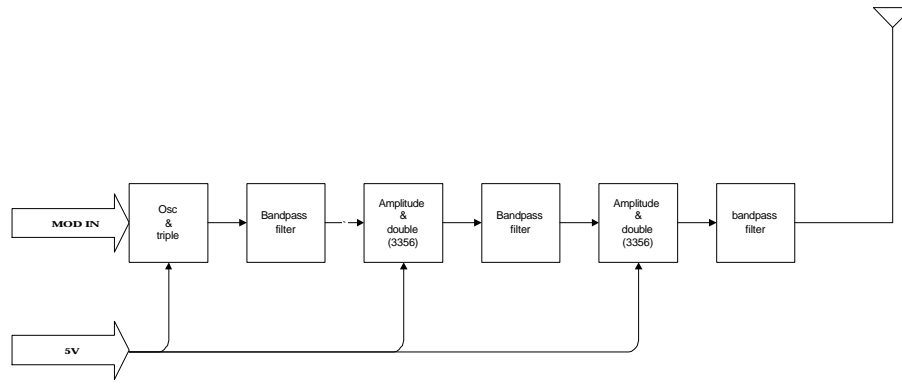 MOD IN
Osc
&
triple
Bandpass
filter
Amplitude
&
double
(3356)
Bandpass
filter
Amplitude
&
double
(3356)
bandpass
filter
5V